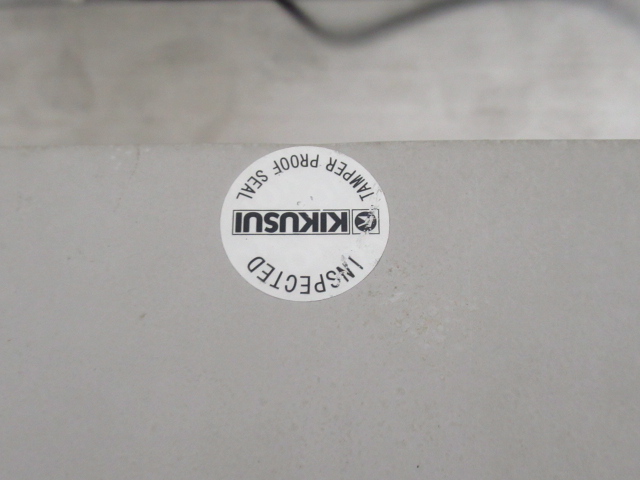 INSPECTED
KIKUSUI
TAMPER PROOF SEAL